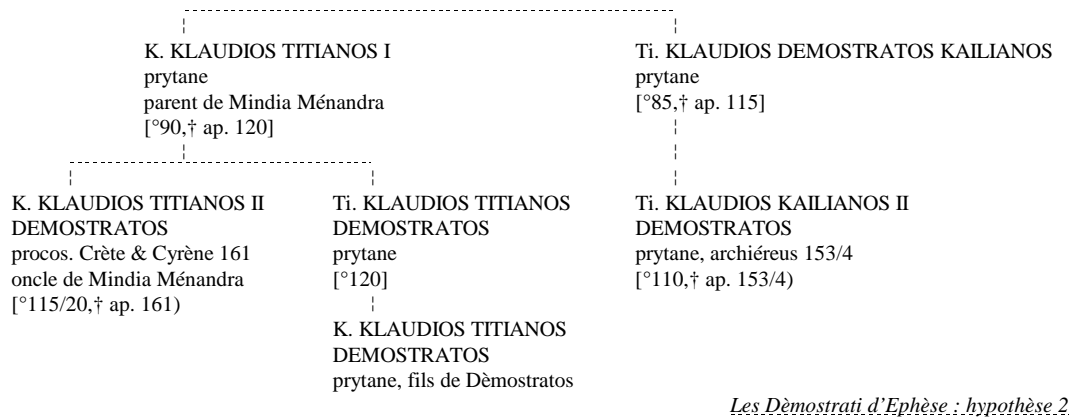 K. KLAUDIOS TITIANOS I
prytane
parent de Mindia Ménandra
[°90,† ap. 120]
Ti. KLAUDIOS DEMOSTRATOS KAILIANOS
prytane
[°85,† ap. 115]
K. KLAUDIOS TITIANOS II
DEMOSTRATOS
procos. Crète & Cyrène 161
oncle de Mindia Ménandra
[°115/20,† ap. 161)
Ti. KLAUDIOS TITIANOS
DEMOSTRATOS
prytane
[°120]
Ti. KLAUDIOS KAILIANOS II
DEMOSTRATOS
prytane, archiéreus 153/4
[°110,† ap. 153/4)
K. KLAUDIOS TITIANOS
DEMOSTRATOS
prytane, fils de Dèmostratos
Les Dèmostrati d'Ephèse : hypothèse 2